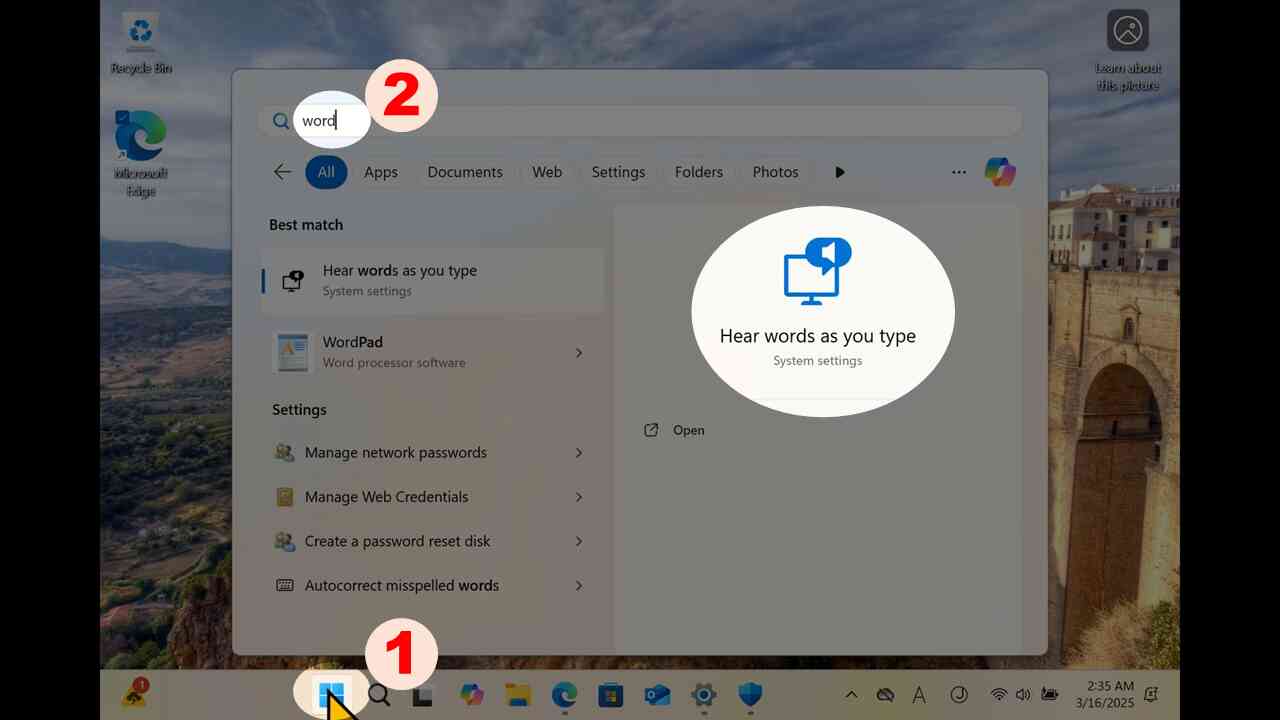 Recycle Bin
Learn about
this picture
Microsoft
Edge
2
word
All
Apps
Documents
Web
Settings
Folders
Photos
Best match
Hear words as you type
System settings
WordPad
Word processor software
Settings
Manage network passwords
Manage Web Credentials
Create a password reset disk
Autocorrect misspelled words
Hear words as you type
System settings
Open
1
1
2:35 AM
3/16/2025